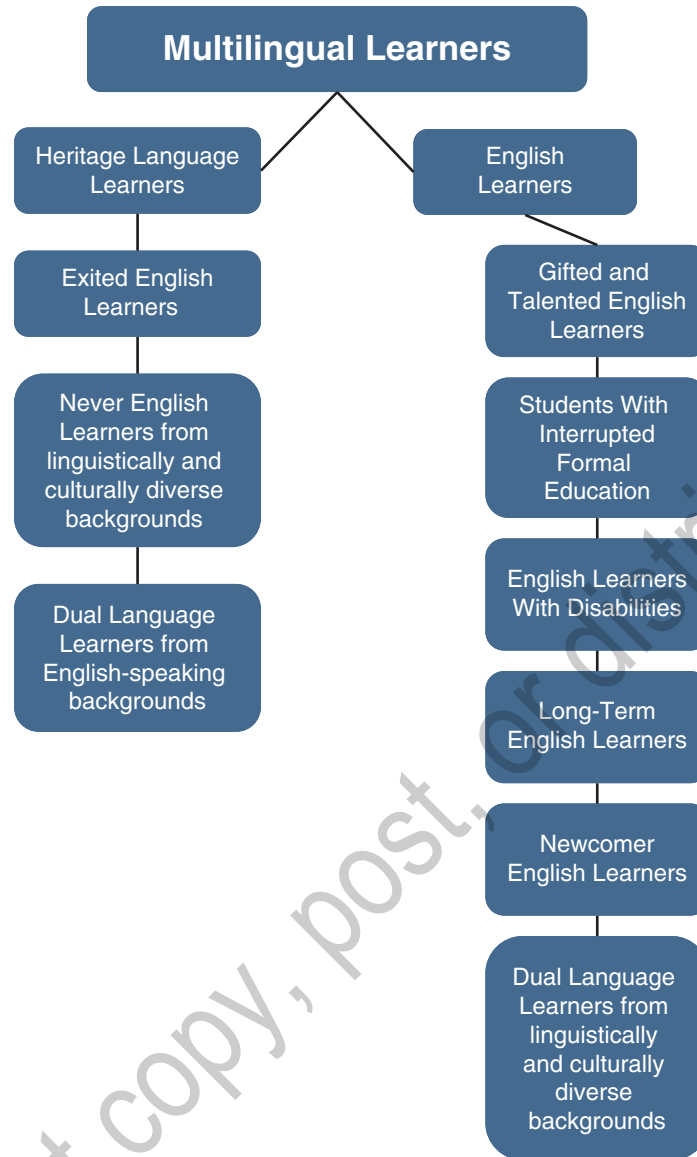 Multilingual Learners
Heritage Language
Learners
Exited English
Learners
Never English
Learners from
linguistically and
culturally diverse
backgrounds
Dual Language
Learners from
English-speaking
backgrounds
English
Learners
Gifted and
Talented English
Learners
Students With
Interrupted
Formal
Education
English Learners
With Disabilities
Long-Term
English Learners
Newcomer
English Learners
Dual Language
Learners from
linguistically
and culturally
diverse
backgrounds
copy, post, or